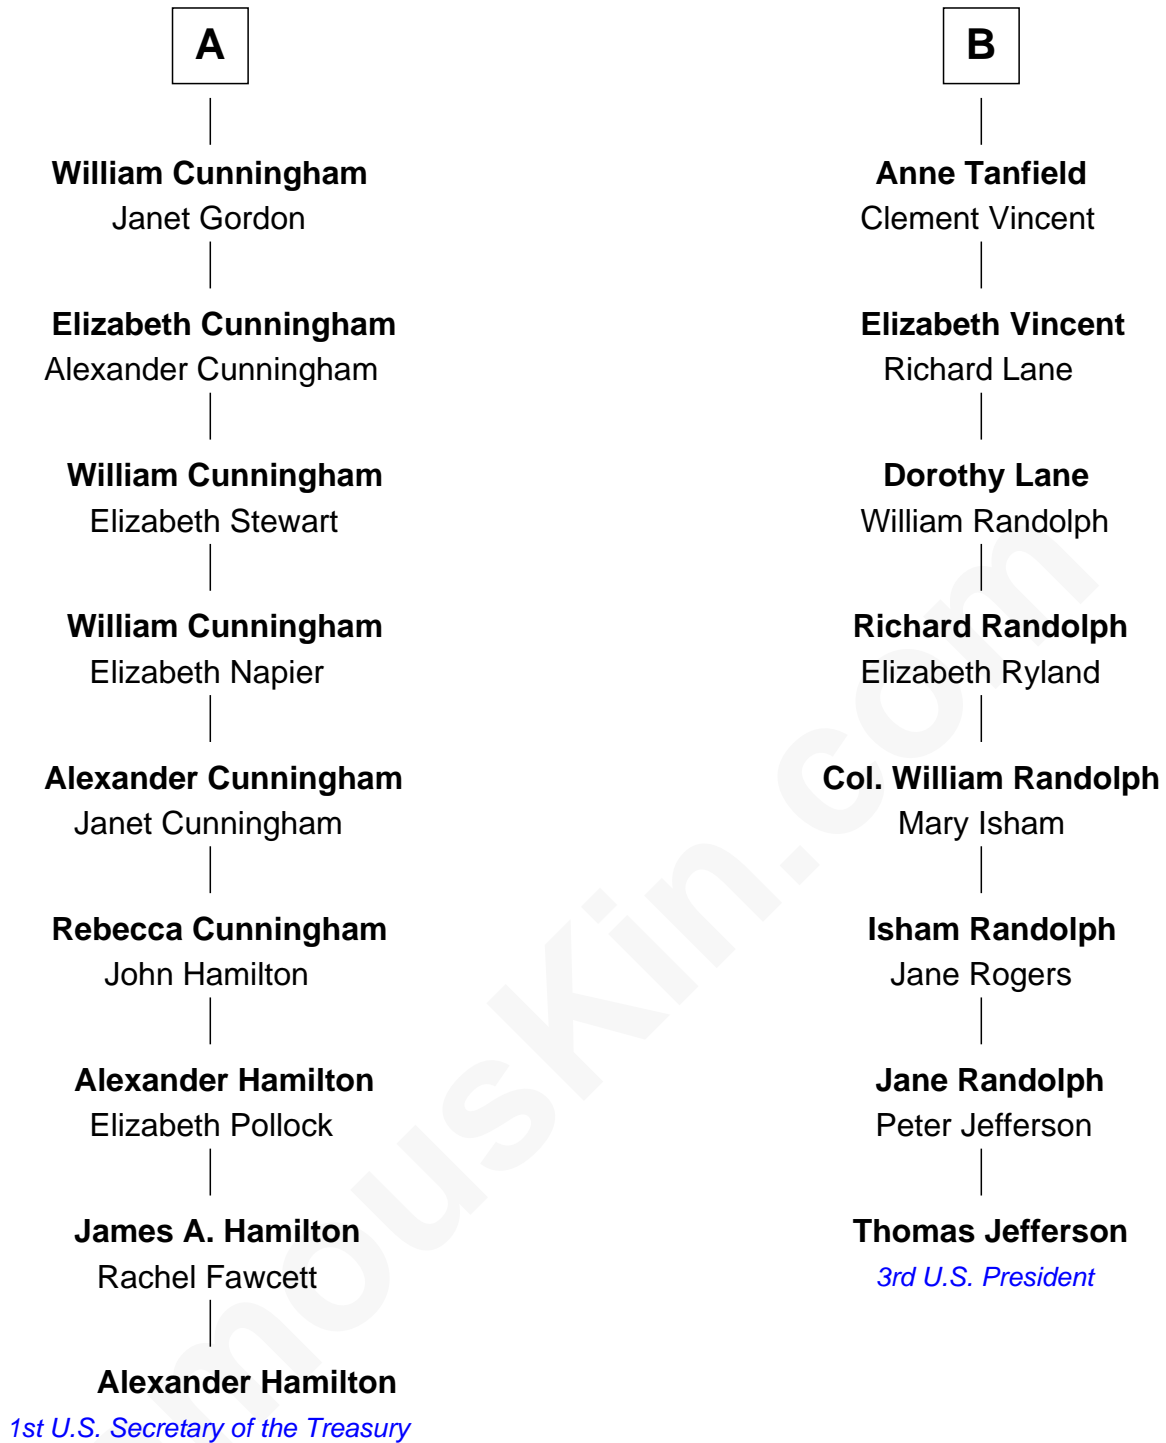 A
William Cunningham
Janet Gordon
Elizabeth Cunningham
Alexander Cunningham
William Cunningham
Elizabeth Stewart
William Cunningham
Elizabeth Napier
Alexander Cunningham
Janet Cunningham
Rebecca Cunningham
John Hamilton
Alexander Hamilton
Elizabeth Pollock
James A. Hamilton
Rachel Fawcett
Alexander Hamilton
1st U.S. Secretary of the Treasury
B
Anne Tanfield
Clement Vincent
Elizabeth Vincent
Richard Lane
Dorothy Lane
William Randolph
Richard Randolph
Elizabeth Ryland
Col. William Randolph
Mary Isham
Isham Randolph
Jane Rogers
Jane Randolph
Peter Jefferson
Thomas Jefferson
3rd U.S. President
mousKin.com